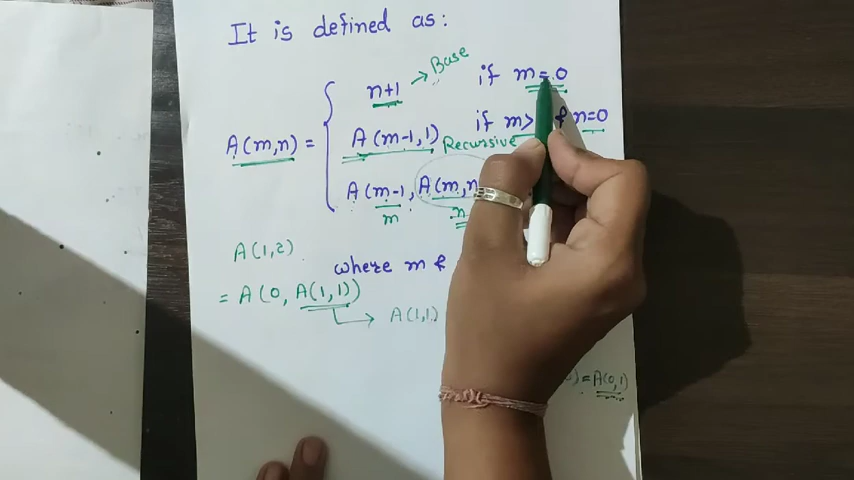 It is defined as:
n+1 → Base if m=0
A(m,n) = A(m-1,1) if m> & n=0
Recursive
A(m-1, A(m,n
m n
A(1,2)
where m &
= A(0, A(1,1))
→ A(1,1)
) = A(0,1)